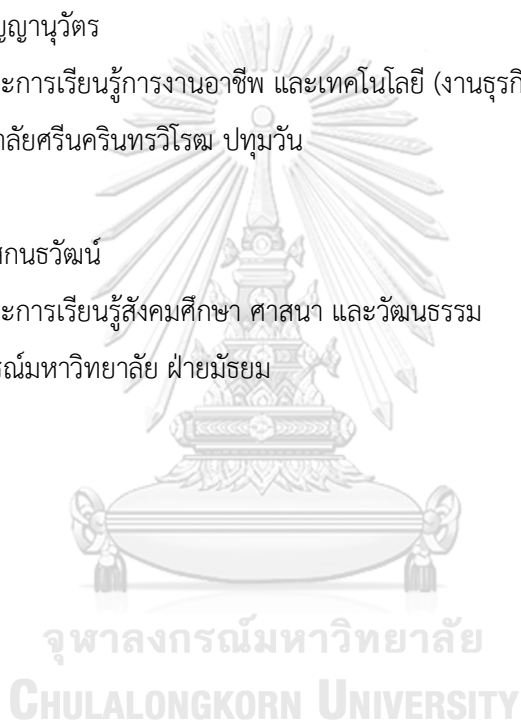 ญญานุวัตร
ะการเรียนรู้การงานอาชีพ และเทคโนโลยี (งานธุรกิ
าลัยศรีนครินทรวิโรฒ ปทุมวัน
สกนธวัฒน์
ะการเรียนรู้สังคมศึกษา ศาสนา และวัฒนธรรม
รณ์มหาวิทยาลัย ฝ่ายมัธยม
จุฬาลงกรณ์มหาวิทยาลัย
CHULALONGKORN UNIVERSITY